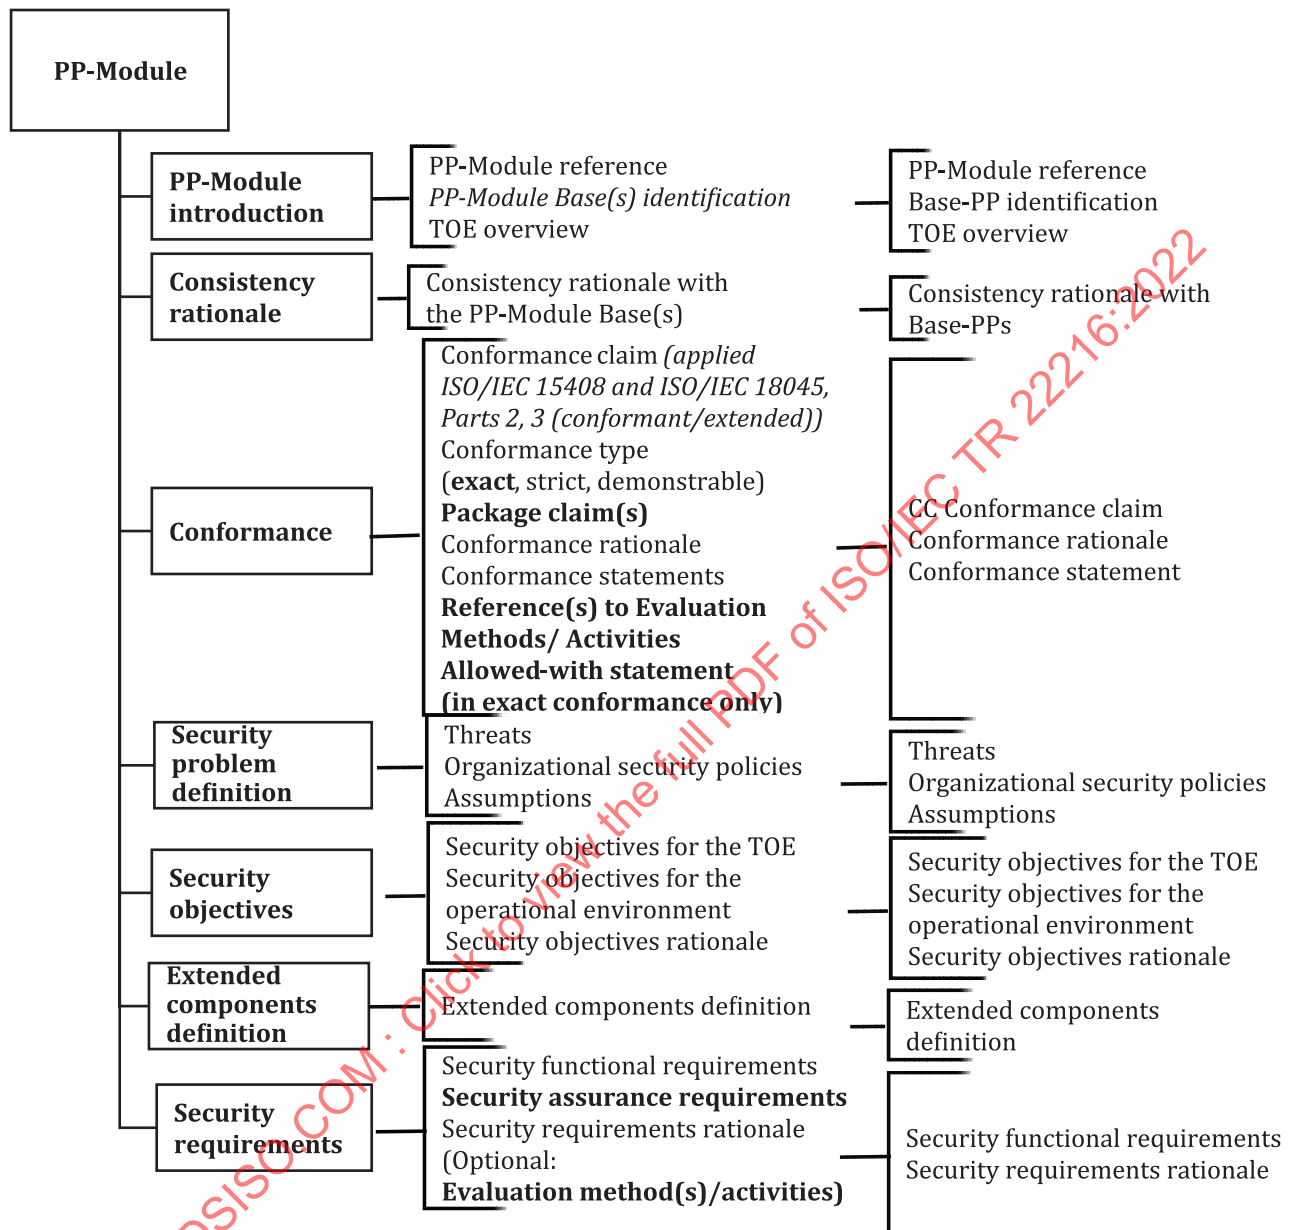 PP-Module
PP-Module
introduction
PP-Module reference
PP-Module Base(s) identification
TOE overview
PP-Module reference
Base-PP identification
TOE overview
Consistency
rationale
Consistency rationale with
the PP-Module Base(s)
Consistency rationale with
Base-PPs
Conformance
Conformance claim (applied
ISO/IEC 15408 and ISO/IEC 18045,
Parts 2, 3 (conformant/extended))
Conformance type
(exact, strict, demonstrable)
Package claim(s)
Conformance rationale
Conformance statements
Reference(s) to Evaluation
Methods/ Activities
Allowed-with statement
(in exact conformance only)
CC Conformance claim
Conformance rationale
Conformance statement
Security
problem
definition
Threats
Organizational security policies
Assumptions
Threats
Organizational security policies
Assumptions
Security
objectives
Security objectives for the TOE
Security objectives for the
operational environment
Security objectives rationale
Security objectives for the TOE
Security objectives for the
operational environment
Security objectives rationale
Extended
components
definition
Extended components definition
Extended components
definition
Security
requirements
Security functional requirements
Security assurance requirements
Security requirements rationale
(Optional:
Evaluation method(s)/activities)
Security functional requirements
Security requirements rationale
OSISO.COM : Click to view the full PDF of ISO/IEC TR 22216:2022